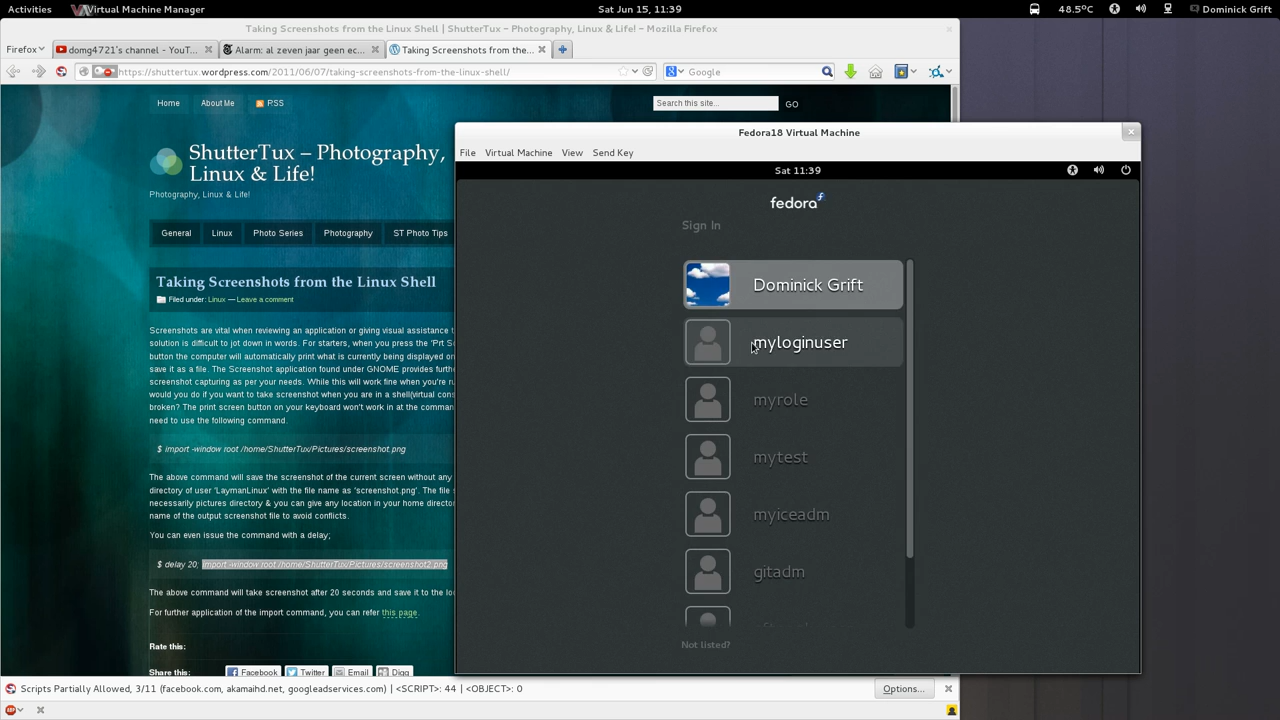 Activities Virtual Machine Manager Sat Jun 15, 11:39 48.5°C Dominick Grift
Taking Screenshots from the Linux Shell | ShutterTux – Photography, Linux & Life! – Mozilla Firefox
Firefox domg4721's channel - YouT... Alarm: al zeven jaar geen ec... Taking Screenshots from the...
https://shuttertux.wordpress.com/2011/06/07/taking-screenshots-from-the-linux-shell/ Google
Home About Me RSS Search this site... GO
ShutterTux – Photography,
Linux & Life!
Photography, Linux & Life!
General Linux Photo Series Photography ST Photo Tips
Taking Screenshots from the Linux Shell
Filed under: Linux — Leave a comment
Screenshots are vital when reviewing an application or giving visual assistance
solution is difficult to jot down in words. For starters, when you press the 'Prt
button the computer will automatically print what is currently being displayed
save it as a file. The Screenshot application found under GNOME provides
screenshot capturing as per your needs. While this will work fine when you're
would you do if you want to take screenshot when you are in a shell(virtual
broken? The print screen button on your keyboard won't work in at the
need to use the following command.
$ import -window root /home/ShutterTux/Pictures/screenshot.png
The above command will save the screenshot of the current screen without any
directory of user 'LaymanLinux' with the file name as 'screenshot.png'. The file
necessarily pictures directory & you can give any location in your home
name of the output screenshot file to avoid conflicts.
You can even issue the command with a delay;
$ delay 20; import -window root /home/ShutterTux/Pictures/screenshot2.png
The above command will take screenshot after 20 seconds and save it to the
For further application of the import command, you can refer this page.
Rate this:
Share this: Facebook Twitter Email Digg
Fedora18 Virtual Machine
File Virtual Machine View Send Key
Sat 11:39
fedora
Sign In
Dominick Grift
myloginuser
myrole
mytest
myiceadm
gitadm
Not listed?
Scripts Partially Allowed, 3/11 (facebook.com, akamaihd.net, googleadservices.com) | <SCRIPT>: 44 | <OBJECT>: 0 Options...